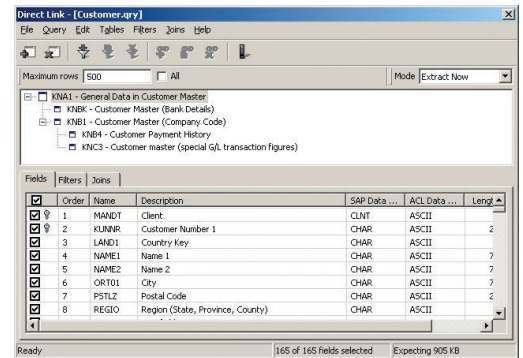 Direct Link - [Customer.qry]
File Query Edit Tables Filters Joins Help
Maximum rows 500 All Mode Extract Now
KNA1 - General Data in Customer Master
KNBK - Customer Master (Bank Details)
KNB1 - Customer Master (Company Code)
KNB4 - Customer Payment History
KNC3 - Customer master (special G/L transaction figures)
Fields Filters Joins
Order Name Description SAP Data ... ACL Data ... Lengt
1 MANDT Client CLNT ASCII
2 KUNNR Customer Number 1 CHAR ASCII 2
3 LAND1 Country Key CHAR ASCII
4 NAME1 Name 1 CHAR ASCII 7
5 NAME2 Name 2 CHAR ASCII 7
6 ORT01 City CHAR ASCII 7
7 PSTLZ Postal Code CHAR ASCII 2
8 REGIO Region (State, Province, County) CHAR ASCII
Ready 165 of 165 fields selected Expecting 905 KB